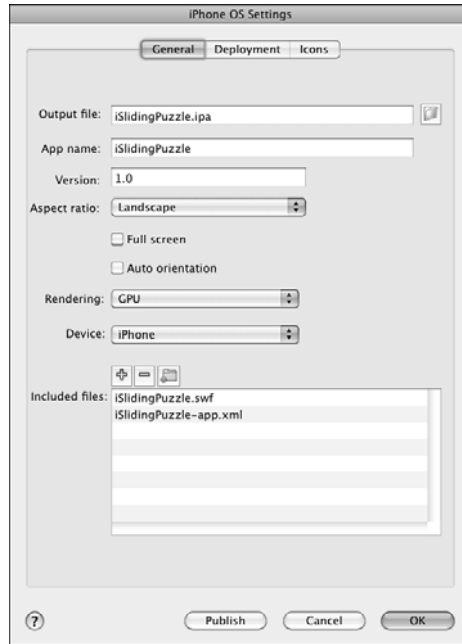 iPhone OS Settings
General Deployment Icons
Output file: iSlidingPuzzle.ipa
App name: iSlidingPuzzle
Version: 1.0
Aspect ratio: Landscape
Full screen
Auto orientation
Rendering: GPU
Device: iPhone
Included files: iSlidingPuzzle.swf
iSlidingPuzzle-app.xml
? Publish Cancel OK